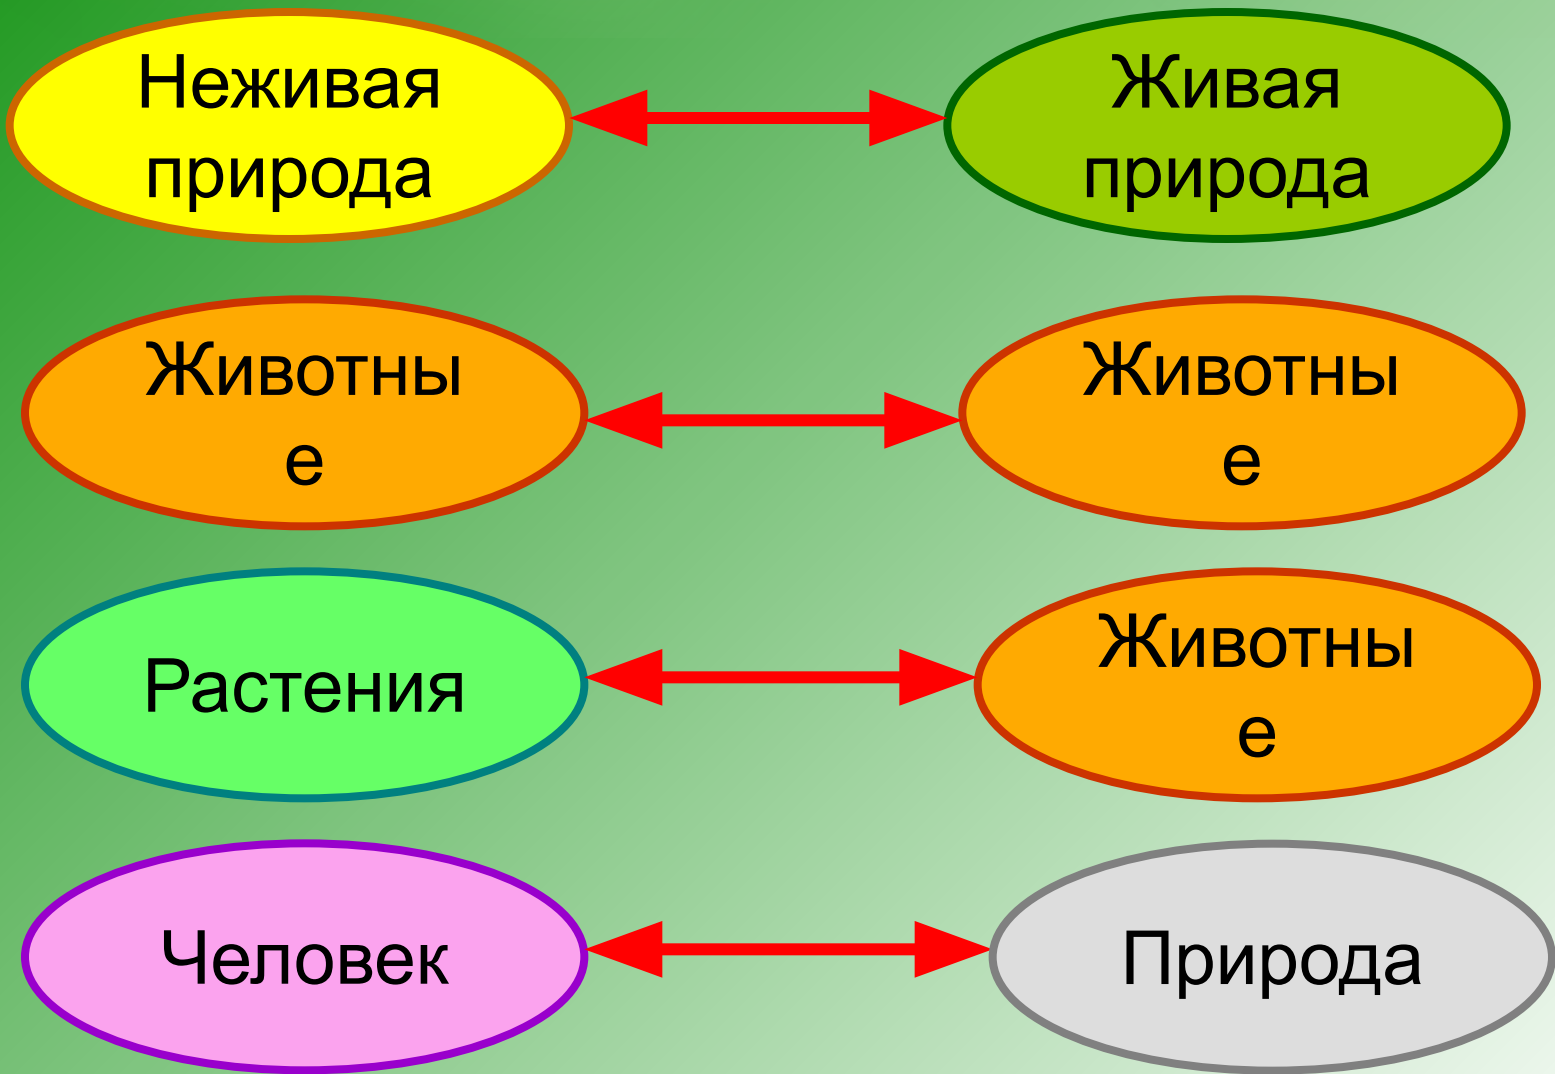 Неживая
природа
Живая
природа
Животны
е
Животны
е
Растения
Животны
е
Человек
Природа